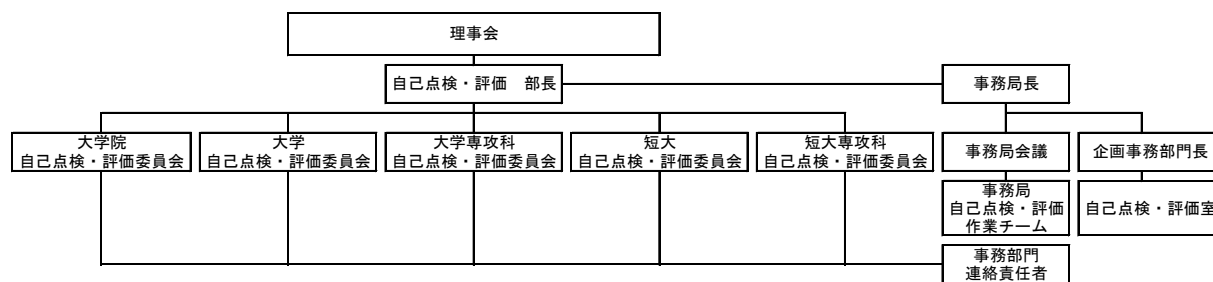 理事会
自己点検・評価　部長
事務局長
大学院
自己点検・評価委員会
大学
自己点検・評価委員会
大学専攻科
自己点検・評価委員会
短大
自己点検・評価委員会
短大専攻科
自己点検・評価委員会
事務局会議
企画事務部門長
事務局
自己点検・評価
作業チーム
自己点検・評価室
事務部門
連絡責任者